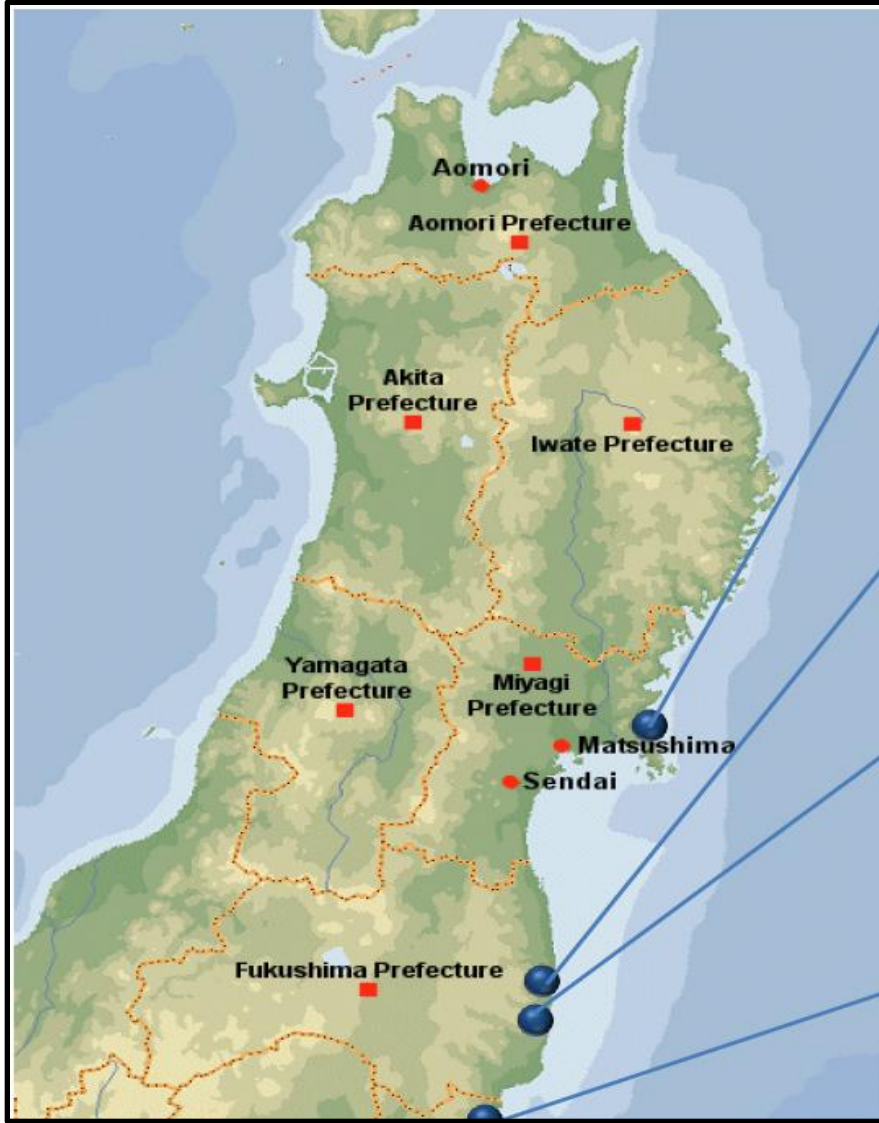 Aomori
Aomori Prefecture
Akita
Prefecture
Iwate Prefecture
Yamagata
Prefecture
Miyagi
Prefecture
Matsushima
Sendai
Fukushima Prefecture